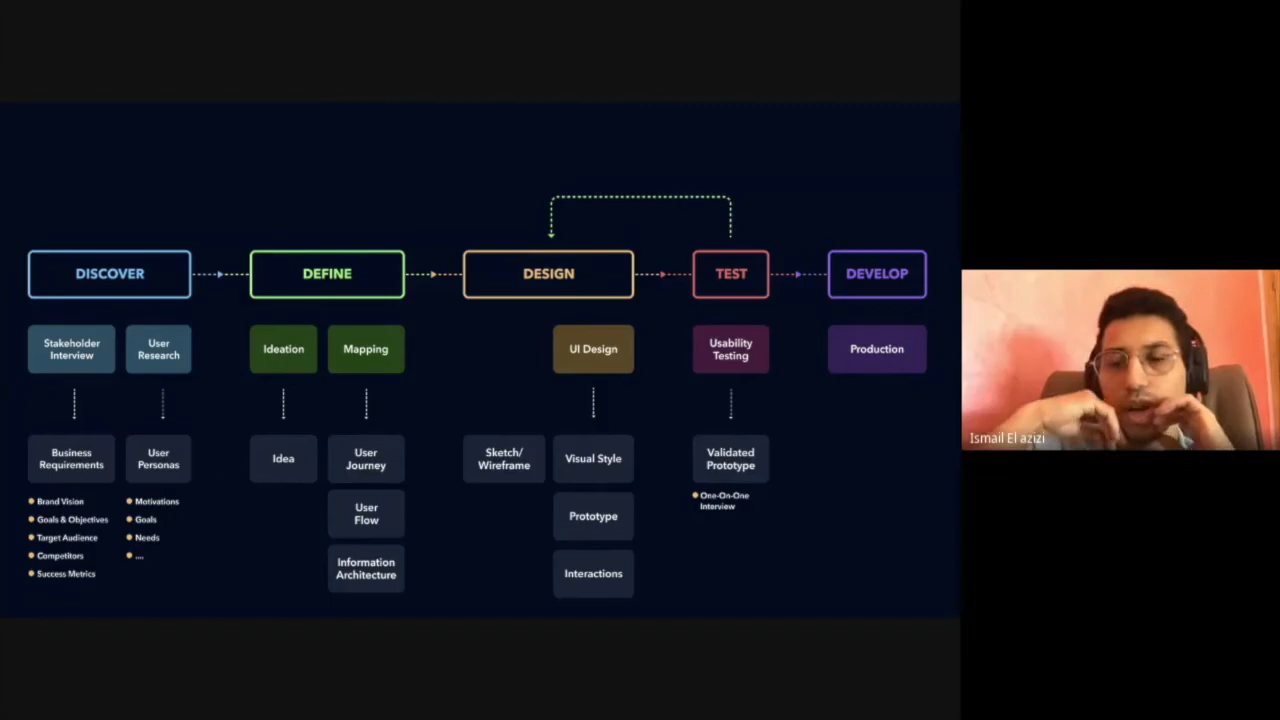 DISCOVER
DEFINE
DESIGN
TEST
DEVELOP
Stakeholder
Interview
User
Research
Ideation
Mapping
UI Design
Usability
Testing
Production
Business
Requirements
User
Personas
Idea
User
Journey
Sketch/
Wireframe
Visual Style
Validated
Prototype
Brand Vision
Goals & Objectives
Target Audience
Competitors
Success Metrics
Motivations
Goals
Needs
....
User
Flow
Information
Architecture
Prototype
Interactions
One-On-One
Interview
Ismail El azizi